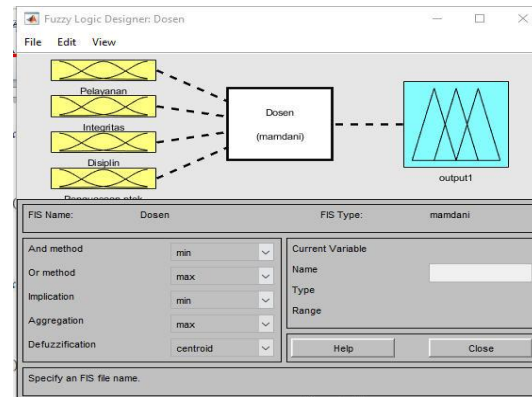 Fuzzy Logic Designer: Dosen
File Edit View
Pelayanan
Integritas
Disiplin
Dosen
(mamdani)
output1
FIS Name: Dosen FIS Type: mamdani
And method min
Or method max
Implication min
Aggregation max
Defuzzification centroid
Current Variable
Name
Type
Range
Help Close
Specify an FIS file name.